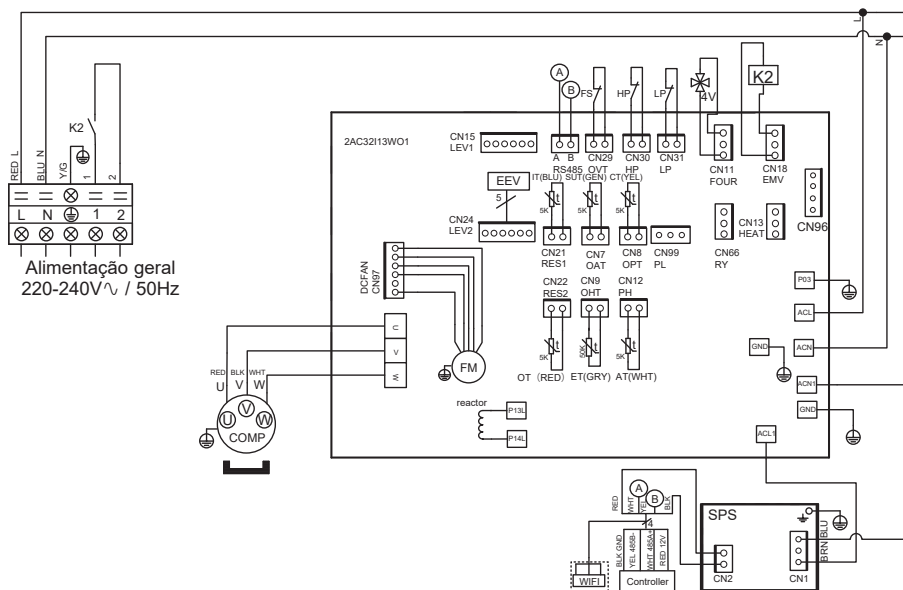 L
N
RED L
BLU N
Y/G
K2
1
2
L N 1 2
Alimentação geral
220-240V∿ / 50Hz
2AC32I13WO1
A
B
FS
HP
LP
4V
K2
CN15
LEV1
A B
RS485
CN29
OVT
CN30
HP
CN31
LP
CN11
FOUR
CN18
EMV
EEV
5
IT(BLU)
SUT(GEN)
CT(YEL)
5K
t
5K
t
5K
t
CN24
LEV2
CN21
RES1
CN7
OAT
CN8
OPT
CN99
PL
CN66
RY
CN13
HEAT
CN96
DCFAN
CN97
CN22
RES2
CN9
OHT
CN12
PH
5K
t
50K
t
5K
t
OT (RED)
ET(GRY)
AT(WHT)
P03
ACL
GND
ACN
ACN1
GND
ACL1
U
V
W
FM
RED
BLK
WHT
U
V
W
U
V
W
COMP
reactor
P13L
P14L
RED
WHT
A
YEL
B
BLK
4
BLK GND
YEL 485B-
WHT 485A+
RED 12V
WIFI
Controller
SPS
CN2
CN1
BRN
BLU